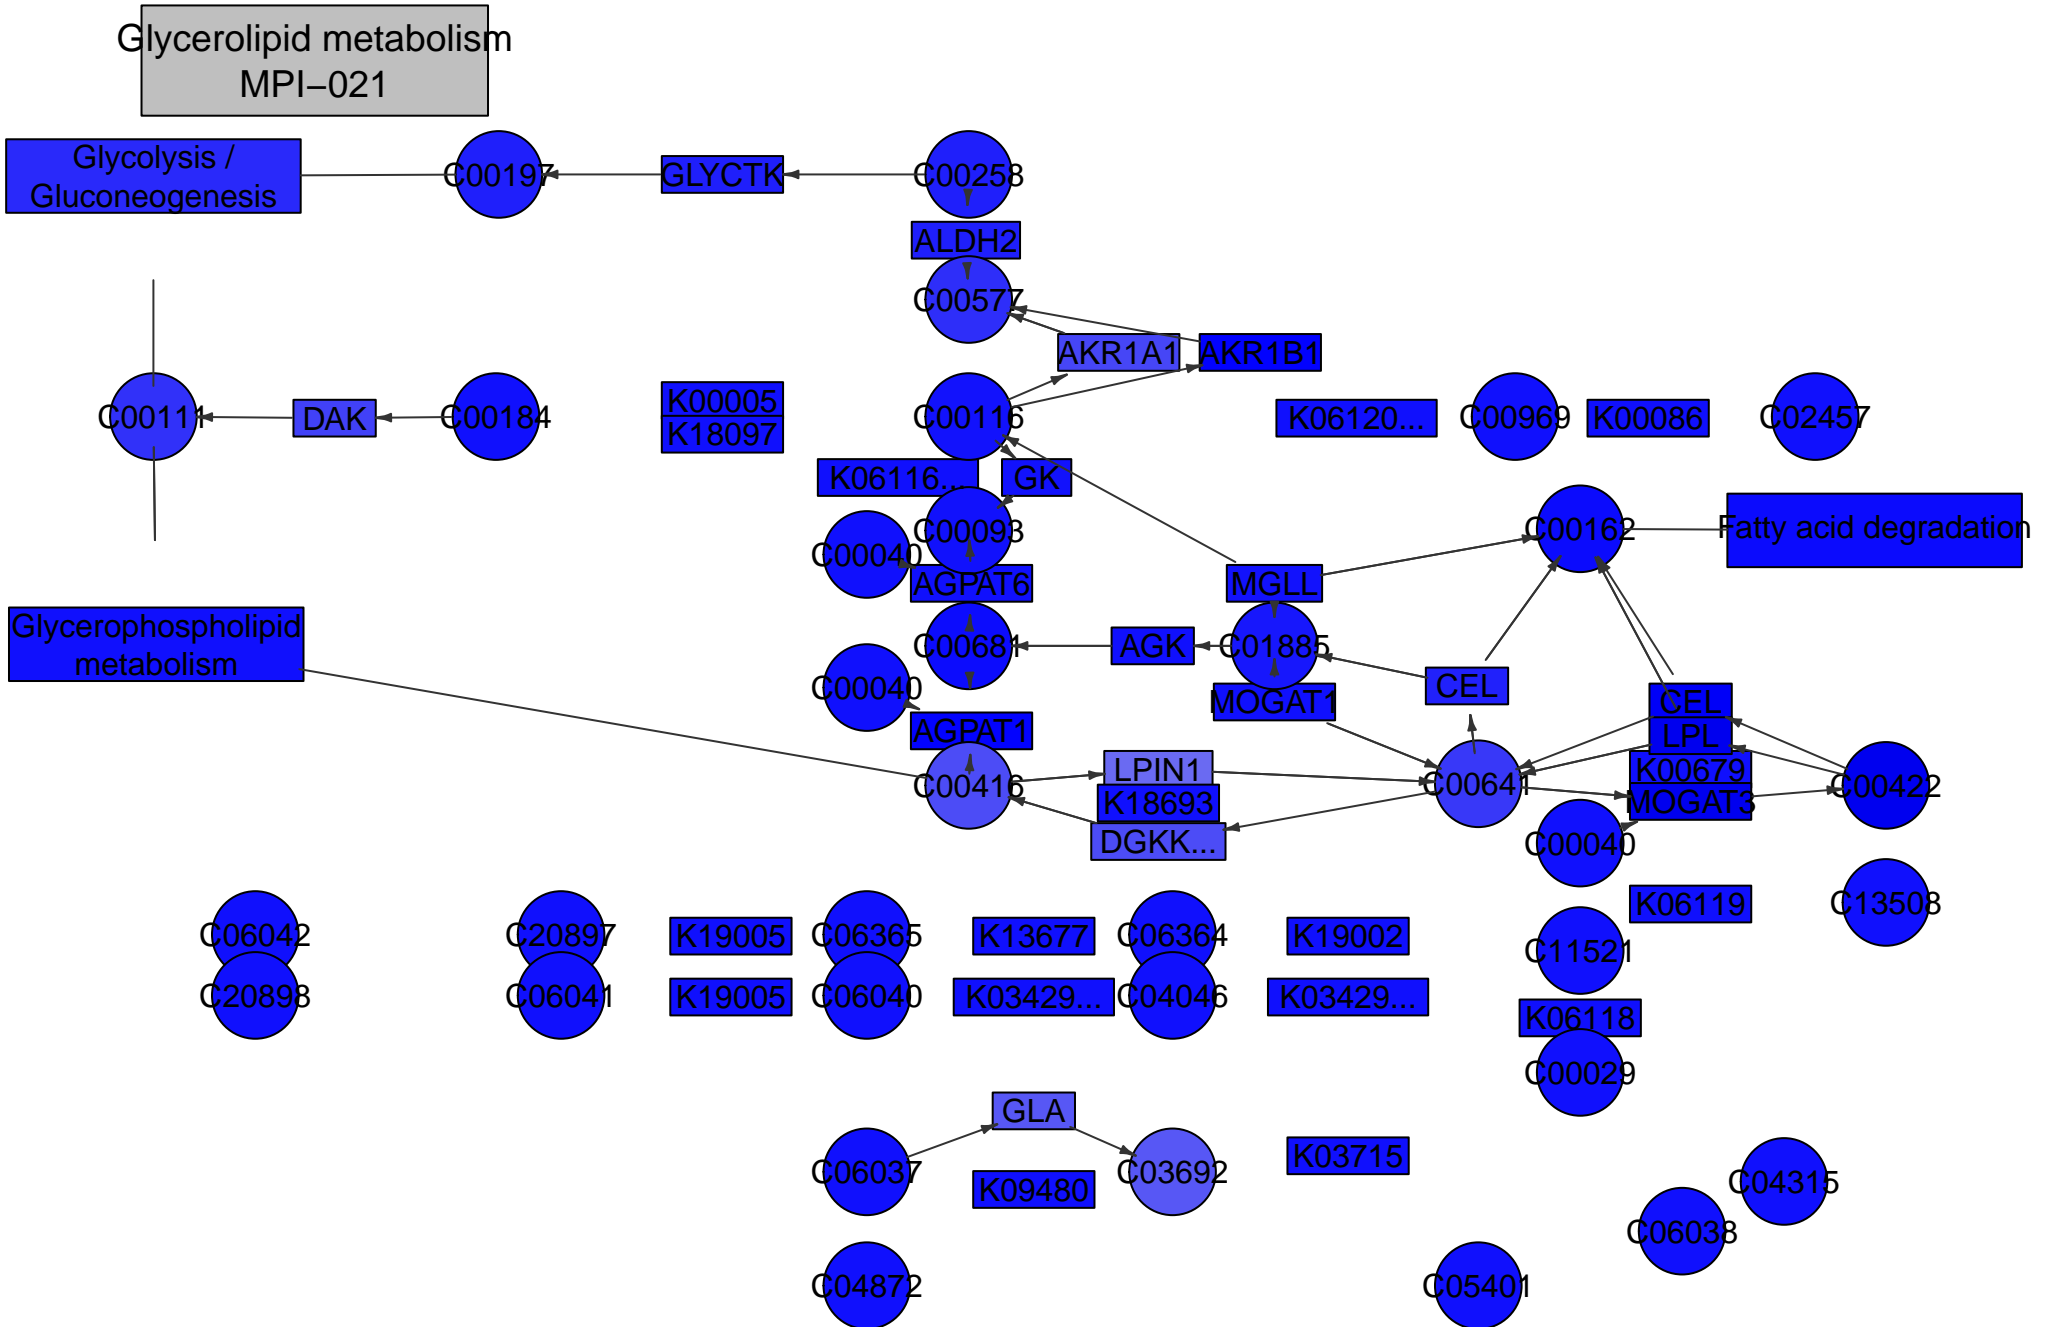 Glycerolipid metabolism
MPI−021
Glycolysis /
Gluconeogenesis
C00197
GLYCTK
C00258
ALDH2
C00577
AKR1A1
AKR1B1
C00111
DAK
C00184
K00005
K18097
C00116
K06120...
C00969
K00086
C02457
K06116...
GK
C00093
C00040
AGPAT6
MGLL
C00162
Fatty acid degradation
Glycerophospholipid
metabolism
C00681
AGK
C01885
C00040
MOGAT1
CEL
CEL
LPL
AGPAT1
C00416
LPIN1
K18693
DGKK...
C00641
K00679
MOGAT3
C00422
C00040
K06119
C13508
C06042
C20897
K19005
C06365
K13677
C06364
K19002
C11521
C20898
C06041
K19005
C06040
K03429...
C04046
K03429...
K06118
C00029
GLA
C06037
K09480
C03692
K03715
C04315
C06038
C04872
C05401